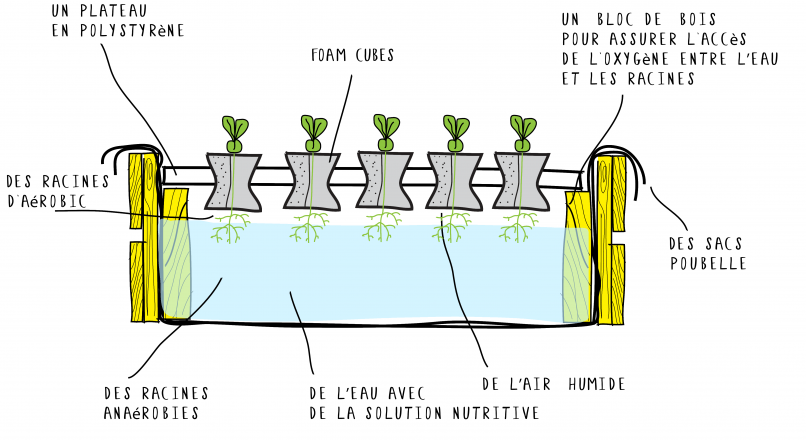 UN PLATEAU
EN POLYSTYRèNE
FOAM CUBES
UN BLOC DE BOIS
POUR ASSURER L'ACCèS
DE L'OXYGèNE ENTRE L'EAU
ET LES RACINES
DES RACINES
D'AéROBIC
DES SACS
POUBELLE
DES RACINES
ANAéROBIES
DE L'EAU AVEC
DE LA SOLUTION NUTRITIVE
DE L'AIR HUMIDE